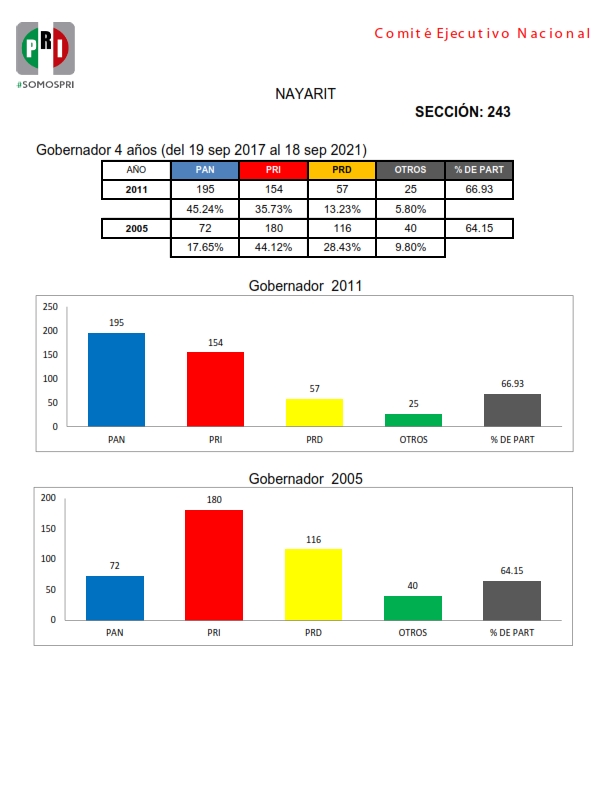 PRI
#SOMOSPRI
Comité Ejecutivo Nacional
NAYARIT
SECCIÓN: 243
Gobernador 4 años (del 19 sep 2017 al 18 sep 2021)
AÑO PAN PRI PRD OTROS % DE PART
2011 195 154 57 25 66.93
45.24% 35.73% 13.23% 5.80%
2005 72 180 116 40 64.15
17.65% 44.12% 28.43% 9.80%
Gobernador 2011
250
200
150
100
50
0
195
154
57
25
66.93
PAN PRI PRD OTROS % DE PART
Gobernador 2005
200
150
100
50
0
72
180
116
40
64.15
PAN PRI PRD OTROS % DE PART